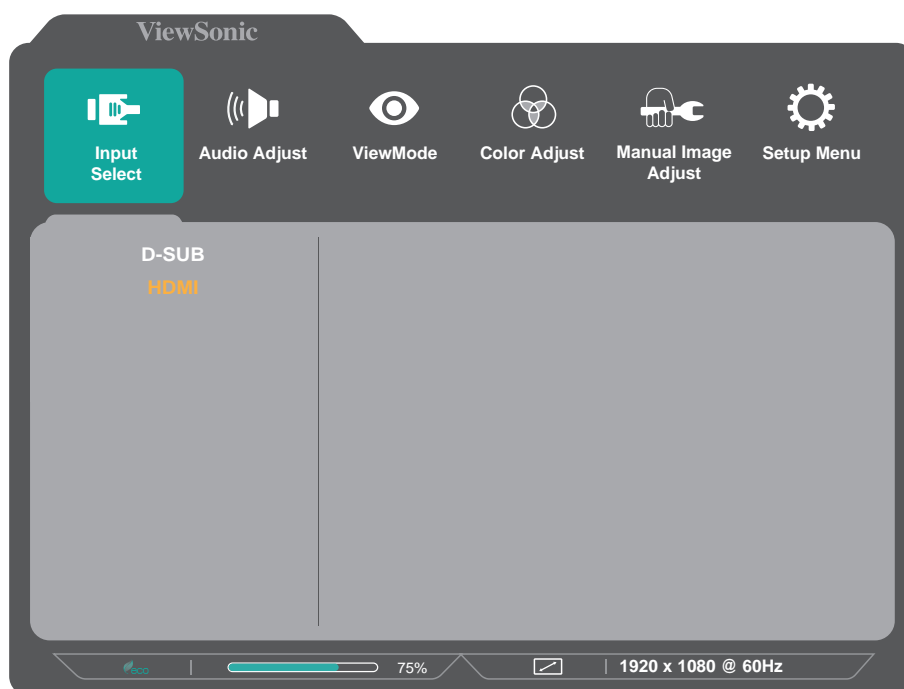 ViewSonic
Input
Select
Audio Adjust
ViewMode
Color Adjust
Manual Image
Adjust
Setup Menu
D-SUB
HDMI
eco
75%
1920 x 1080 @ 60Hz